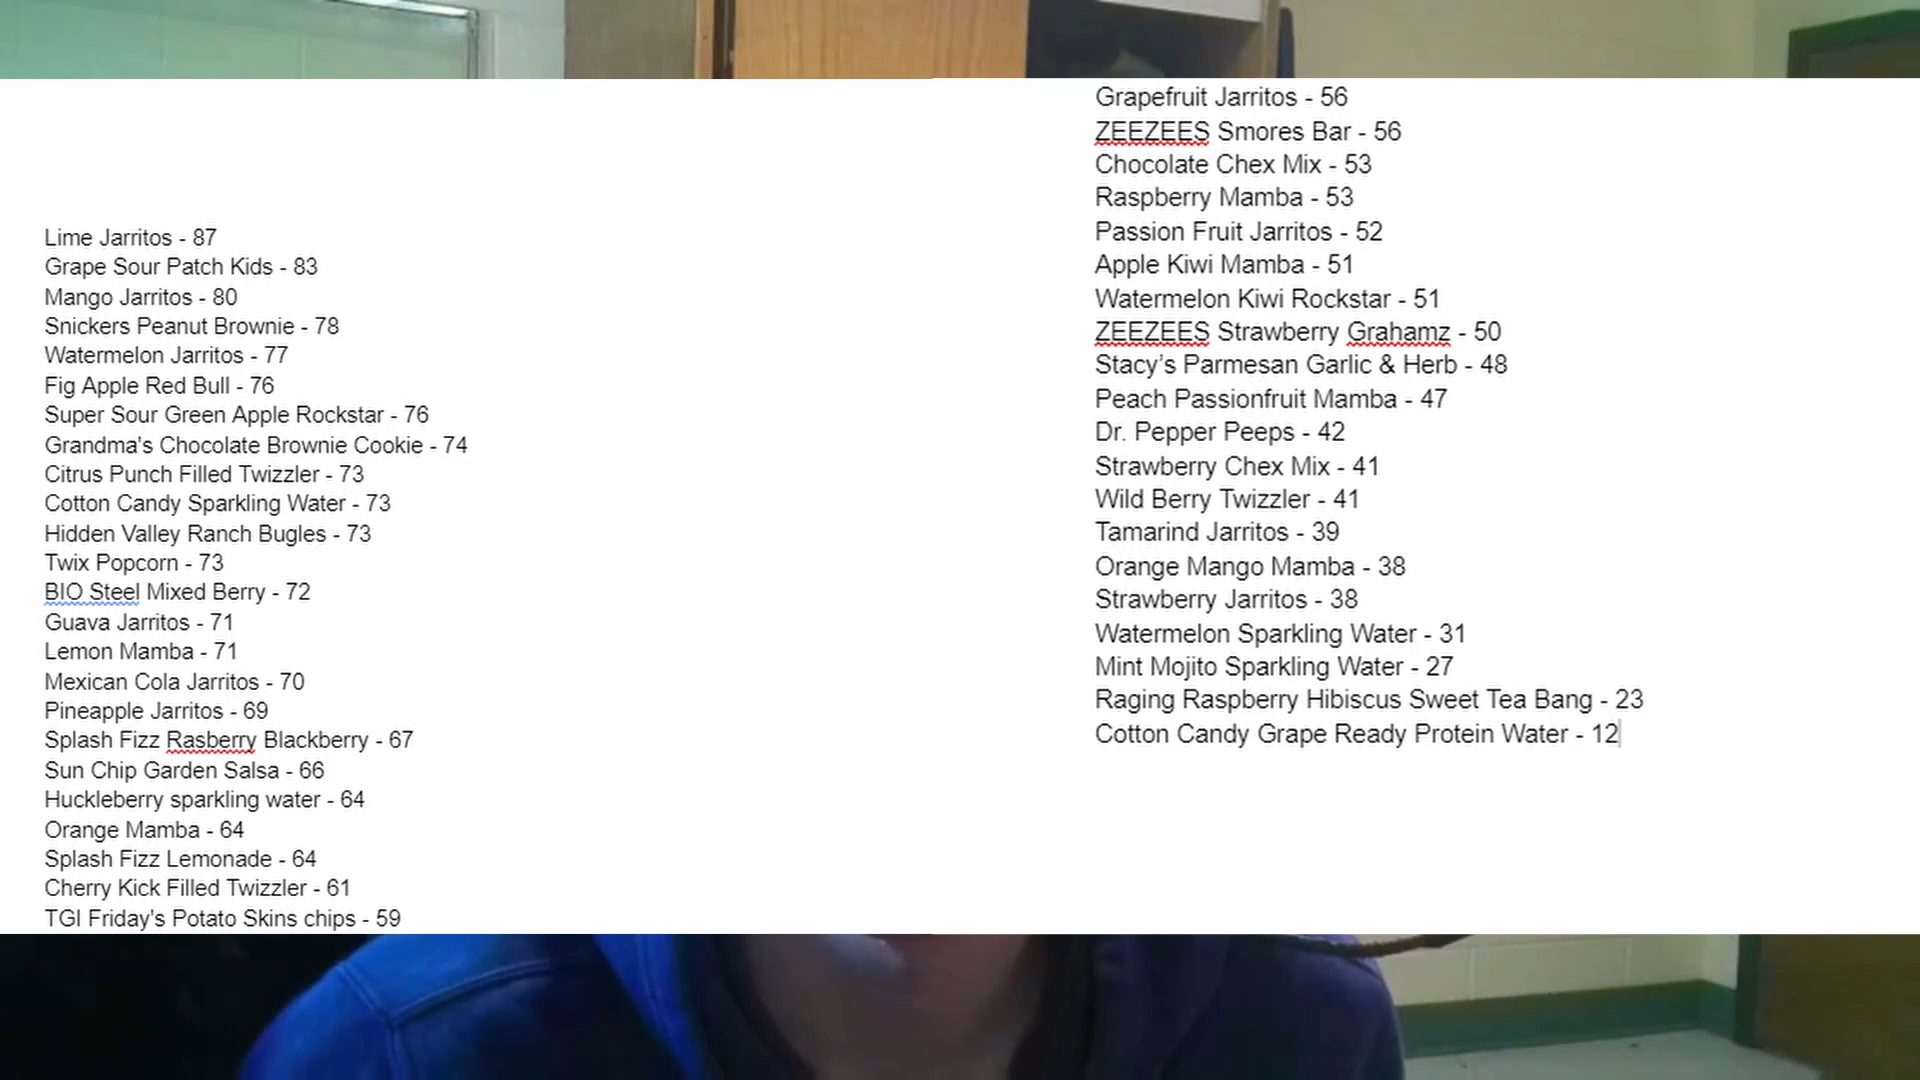 Lime Jarritos - 87
Grape Sour Patch Kids - 83
Mango Jarritos - 80
Snickers Peanut Brownie - 78
Watermelon Jarritos - 77
Fig Apple Red Bull - 76
Super Sour Green Apple Rockstar - 76
Grandma's Chocolate Brownie Cookie - 74
Citrus Punch Filled Twizzler - 73
Cotton Candy Sparkling Water - 73
Hidden Valley Ranch Bugles - 73
Twix Popcorn - 73
BIO Steel Mixed Berry - 72
Guava Jarritos - 71
Lemon Mamba - 71
Mexican Cola Jarritos - 70
Pineapple Jarritos - 69
Splash Fizz Rasberry Blackberry - 67
Sun Chip Garden Salsa - 66
Huckleberry sparkling water - 64
Orange Mamba - 64
Splash Fizz Lemonade - 64
Cherry Kick Filled Twizzler - 61
TGI Friday's Potato Skins chips - 59
Grapefruit Jarritos - 56
ZEEZEES Smores Bar - 56
Chocolate Chex Mix - 53
Raspberry Mamba - 53
Passion Fruit Jarritos - 52
Apple Kiwi Mamba - 51
Watermelon Kiwi Rockstar - 51
ZEEZEES Strawberry Grahamz - 50
Stacy’s Parmesan Garlic & Herb - 48
Peach Passionfruit Mamba - 47
Dr. Pepper Peeps - 42
Strawberry Chex Mix - 41
Wild Berry Twizzler - 41
Tamarind Jarritos - 39
Orange Mango Mamba - 38
Strawberry Jarritos - 38
Watermelon Sparkling Water - 31
Mint Mojito Sparkling Water - 27
Raging Raspberry Hibiscus Sweet Tea Bang - 23
Cotton Candy Grape Ready Protein Water - 12